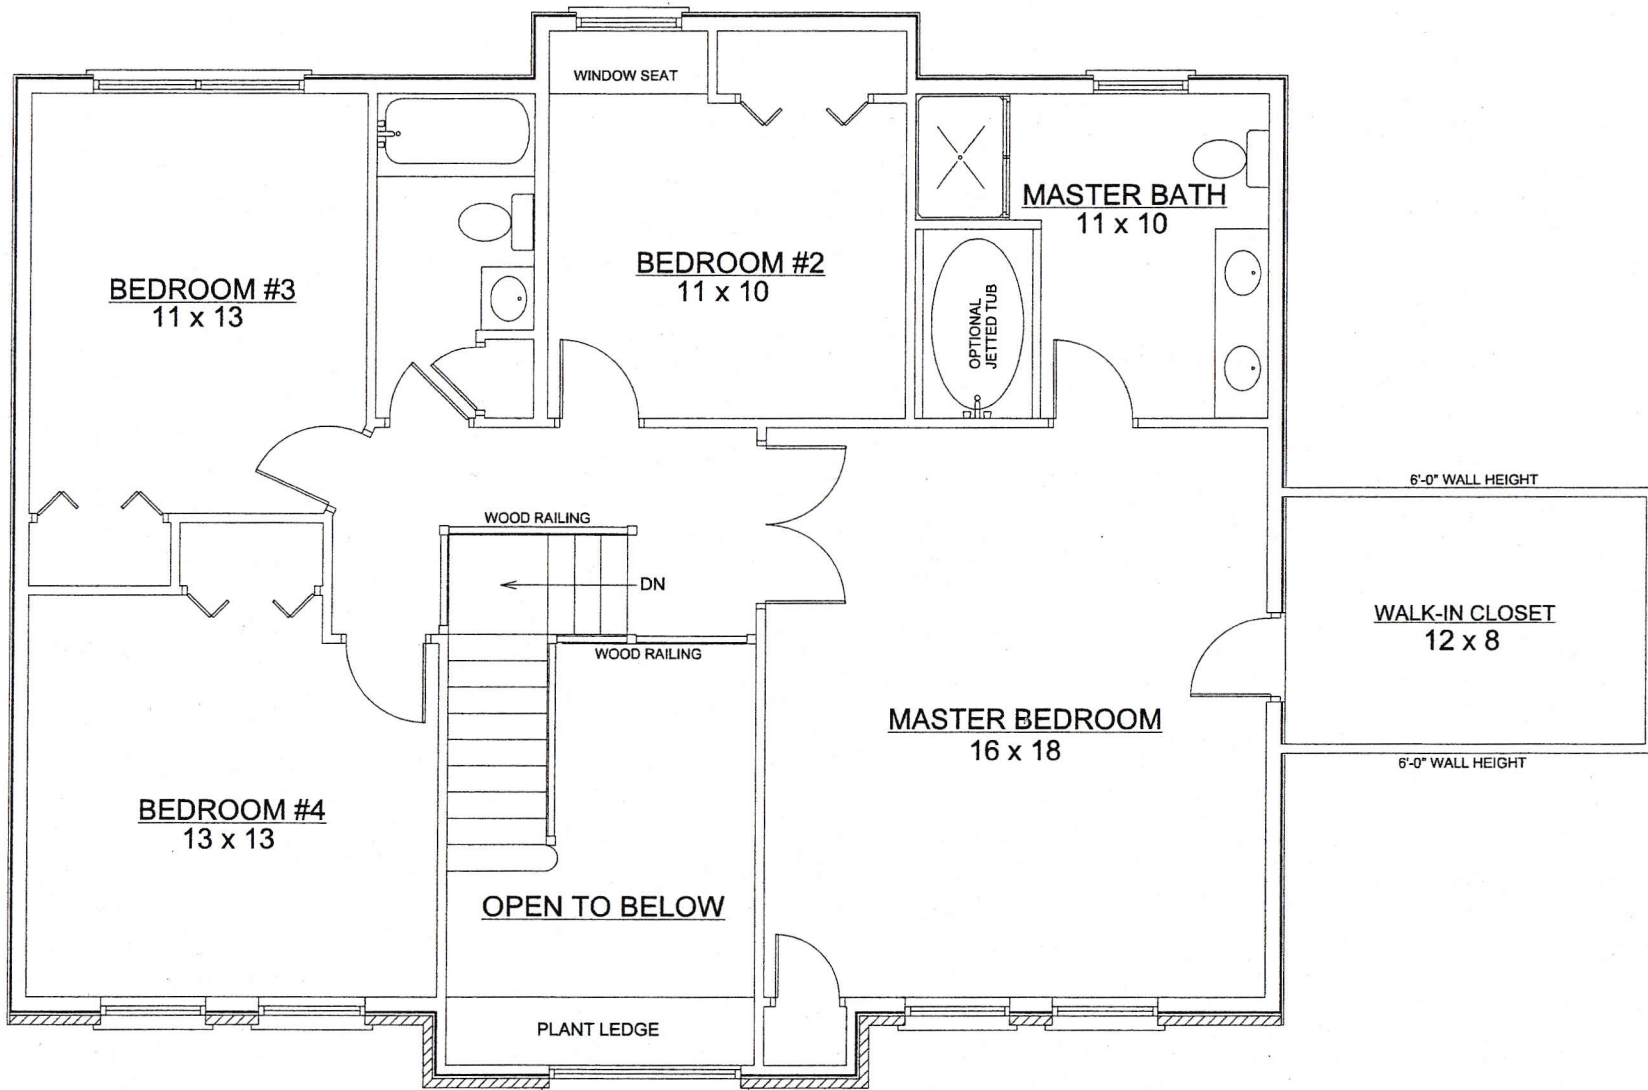 WINDOW SEAT
MASTER BATH
11 x 10
BEDROOM #2
11 x 10
BEDROOM #3
11 x 13
OPTIONAL
JETTED TUB
6'-0" WALL HEIGHT
WOOD RAILING
DN
WALK-IN CLOSET
12 x 8
WOOD RAILING
MASTER BEDROOM
16 x 18
6'-0" WALL HEIGHT
BEDROOM #4
13 x 13
OPEN TO BELOW
PLANT LEDGE